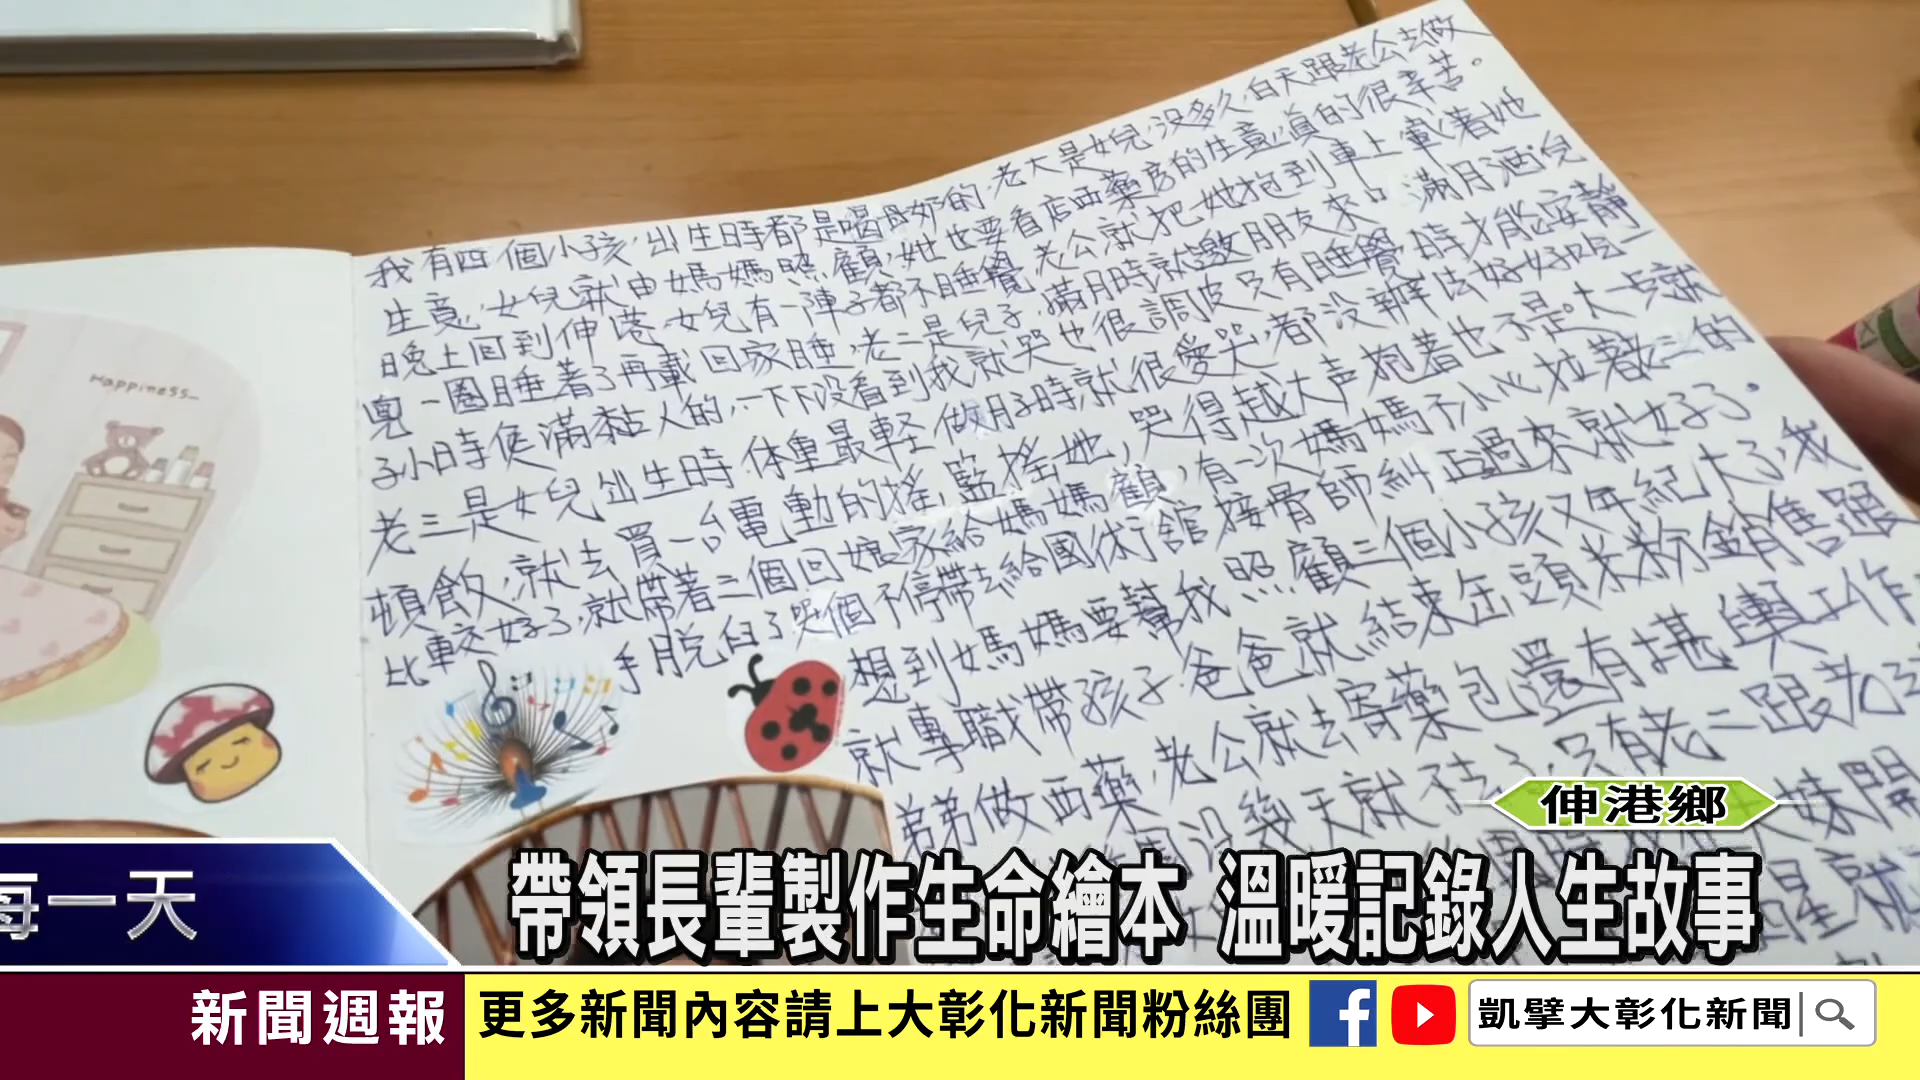 Happiness
我有四個小孩,出生時都是喝母奶的,老大是女兒,沒多久,白天跟老公去做
生意,女兒就由媽媽照顧,她也要看店西藥房的生意,真的很辛苦。
晚上回到伸港,女兒有一陣子都不睡覺,老公就把她抱到車上,載著她
一圈睡著了再載回家睡,老二是兒子,滿月時就邀朋友來喝滿月酒,兒
子小時侯滿黏人的,一下下沒看到我就哭也很調皮只有睡覺時才能安靜
老三是女兒出生時体重最輕,做月子時就很愛哭,都没辦法好好吃一
頓飯,就去買一台電動的搖籃搖她,哭得越大声抱著也不是。大一点就
比較好了,就帶著三個回娘家給媽媽顧,有一次媽媽不小心拉著老三的
手脫臼了哭個不停帶去給國術館接骨師糾正過來就好了。
想到媽媽要幫我照顧三個小孩又年紀大了,我
就專職帶孩子,爸爸就結束缶頭米粉銷售跟
弟弟做西藥,老公就去寄藥包還有
沒幾天就
伸港鄉
帶領長輩製作生命繪本 溫暖記錄人生故事
每一天
新聞週報
更多新聞內容請上大彰化新聞粉絲團
凱擘大彰化新聞